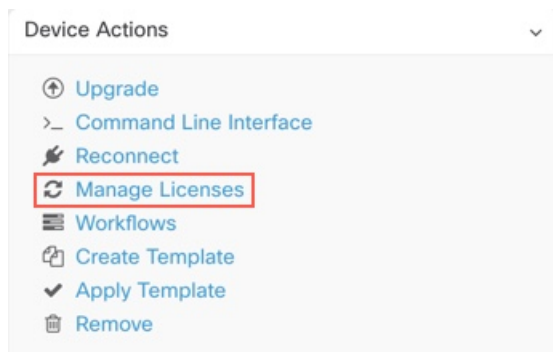 Device Actions
Upgrade
Command Line Interface
Reconnect
Manage Licenses
Workflows
Create Template
Apply Template
Remove